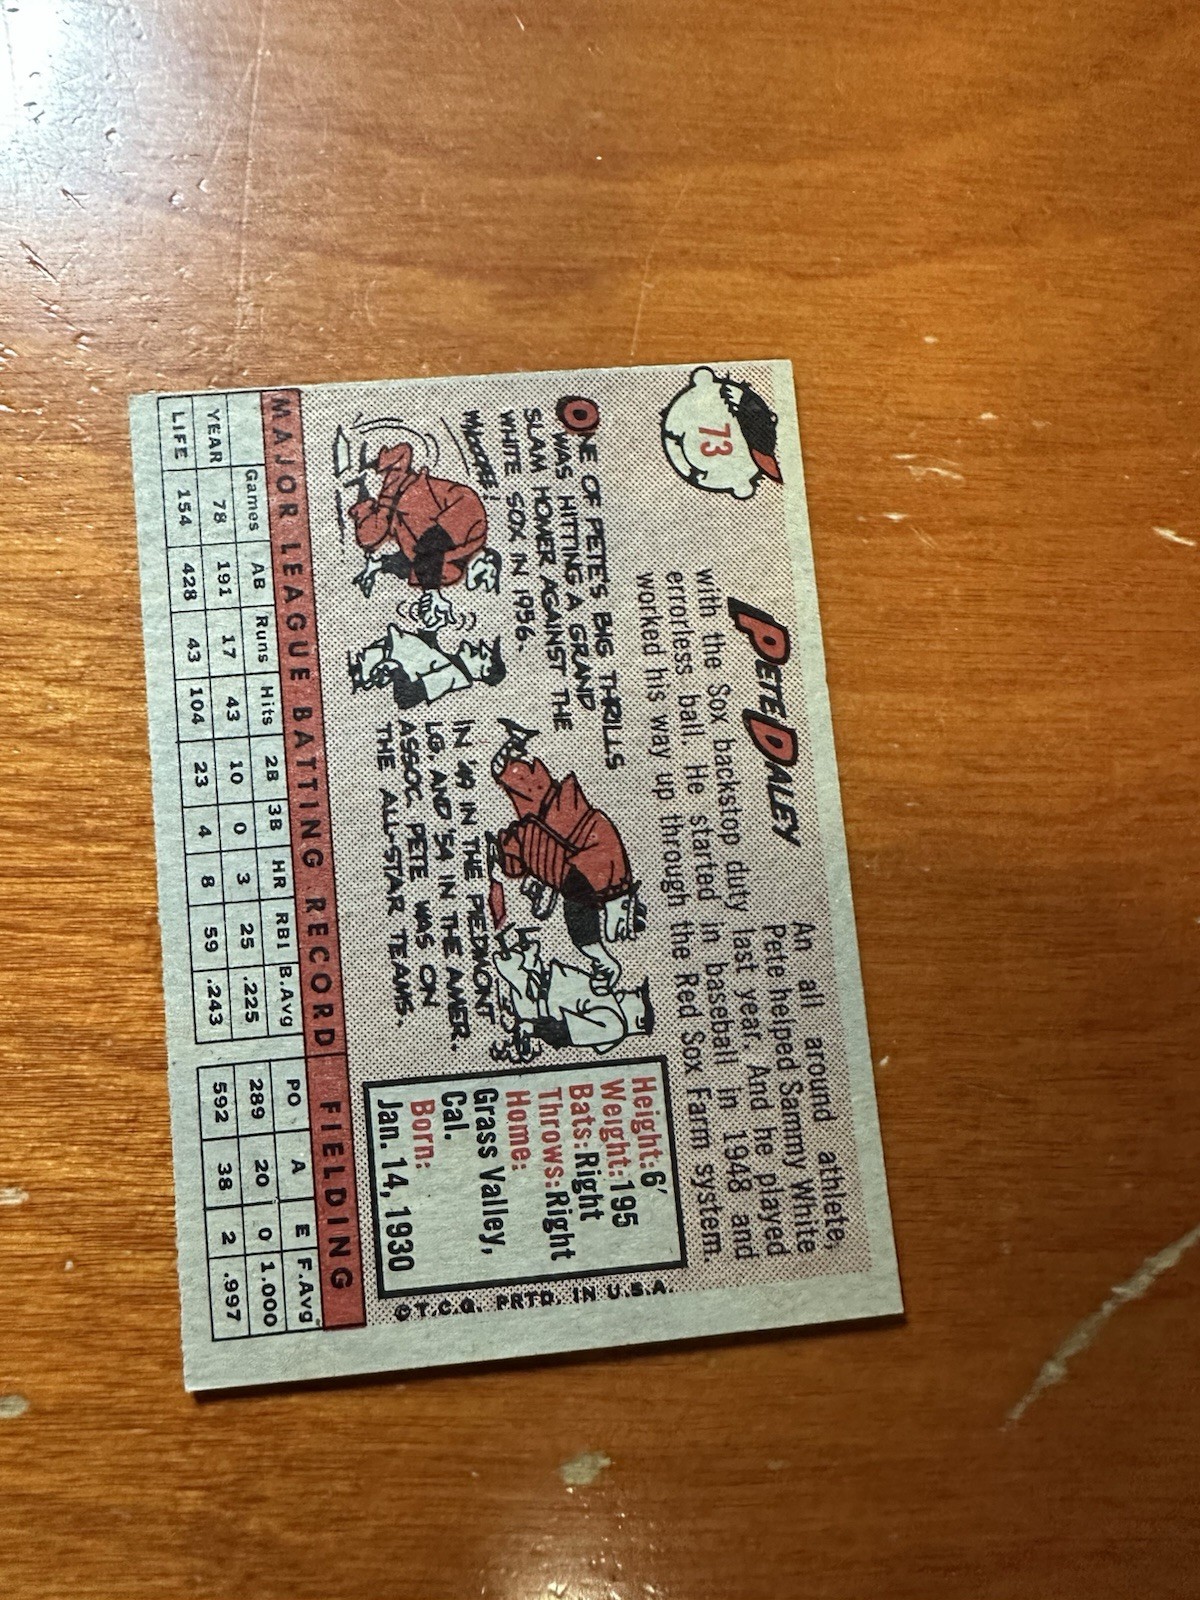 73
PETE DALEY
An all around athlete,
Pete helped Sammy White
with the Sox backstop duty last year. And he played
errorless ball. He started in baseball in 1948 and
worked his way up through the Red Sox Farm system.
ONE OF PETE'S BIG THRILLS
WAS HITTING A GRAND
SLAM HOMER AGAINST THE
WHITE SOX IN 1956.
WHOOPEE!
IN '49 IN THE PIEDMONT
LG. AND '54 IN THE AMER.
ASSOC. PETE WAS ON
THE ALL-STAR TEAMS.
Height: 6'
Weight: 195
Bats: Right
Throws: Right
Home:
Grass Valley,
Cal.
Born:
Jan. 14, 1930
© T.C.G. PRTD. IN U.S.A.
MAJOR LEAGUE BATTING RECORD FIELDING
Games AB Runs Hits 2B 3B HR RBI B.Avg PO A E F.Avg.
YEAR 78 191 17 43 10 0 3 25 .225 289 20 0 1.000
LIFE 154 428 43 104 23 4 8 59 .243 592 38 2 .997